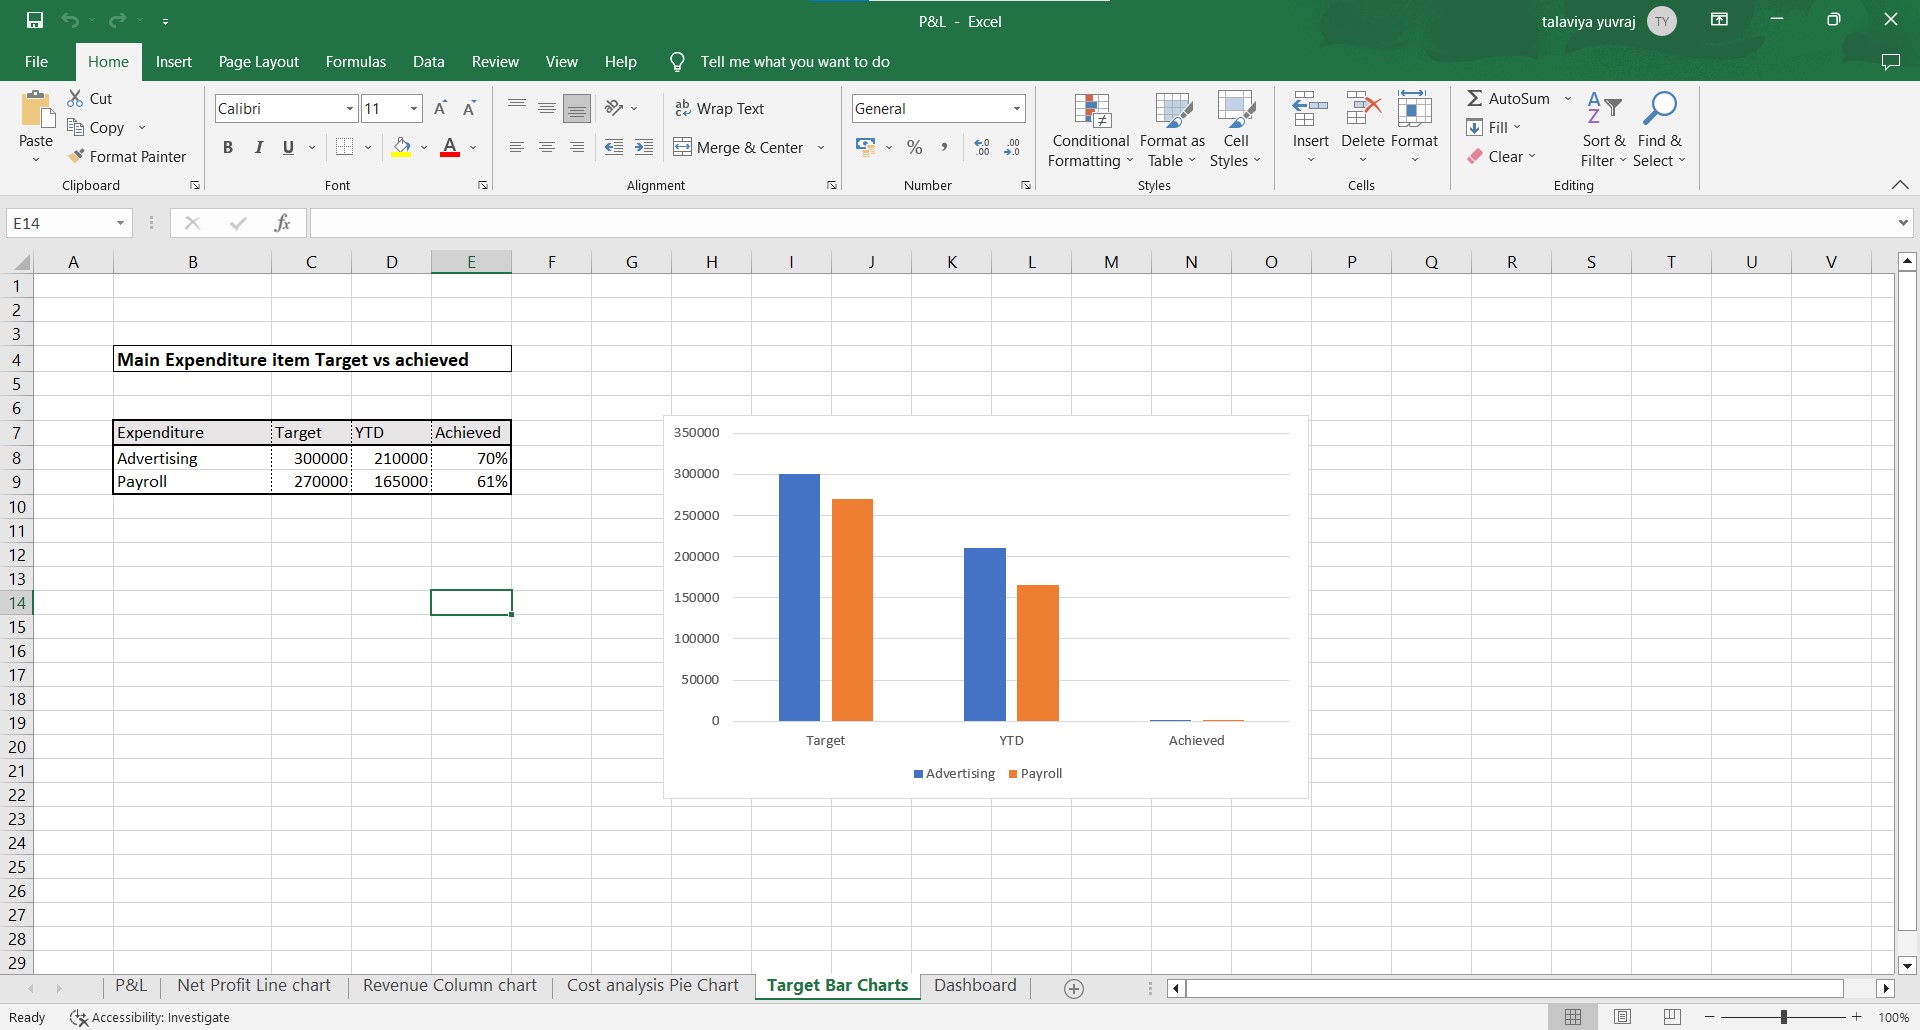 P&L - Excel
talaviya yuvraj TY
File Home Insert Page Layout Formulas Data Review View Help Tell me what you want to do
Paste
Cut
Copy
Format Painter
Clipboard
Calibri 11
B I U
Font
Wrap Text
Merge & Center
Alignment
General
Number
Conditional Formatting
Format as Table
Cell Styles
Styles
Insert Delete Format
Cells
AutoSum
Fill
Clear
Sort & Filter
Find & Select
Editing
E14 fx
A B C D E F G H I J K L M N O P Q R S T U V
1
2
3
4 Main Expenditure item Target vs achieved
5
6
7 Expenditure Target YTD Achieved
8 Advertising 300000 210000 70%
9 Payroll 270000 165000 61%
10
11
12
13
14
15
16
17
18
19
20
21
22
23
24
25
26
27
28
29
350000
300000
250000
200000
150000
100000
50000
0
Target YTD Achieved
Advertising Payroll
P&L Net Profit Line chart Revenue Column chart Cost analysis Pie Chart Target Bar Charts Dashboard
Ready Accessibility: Investigate 100%